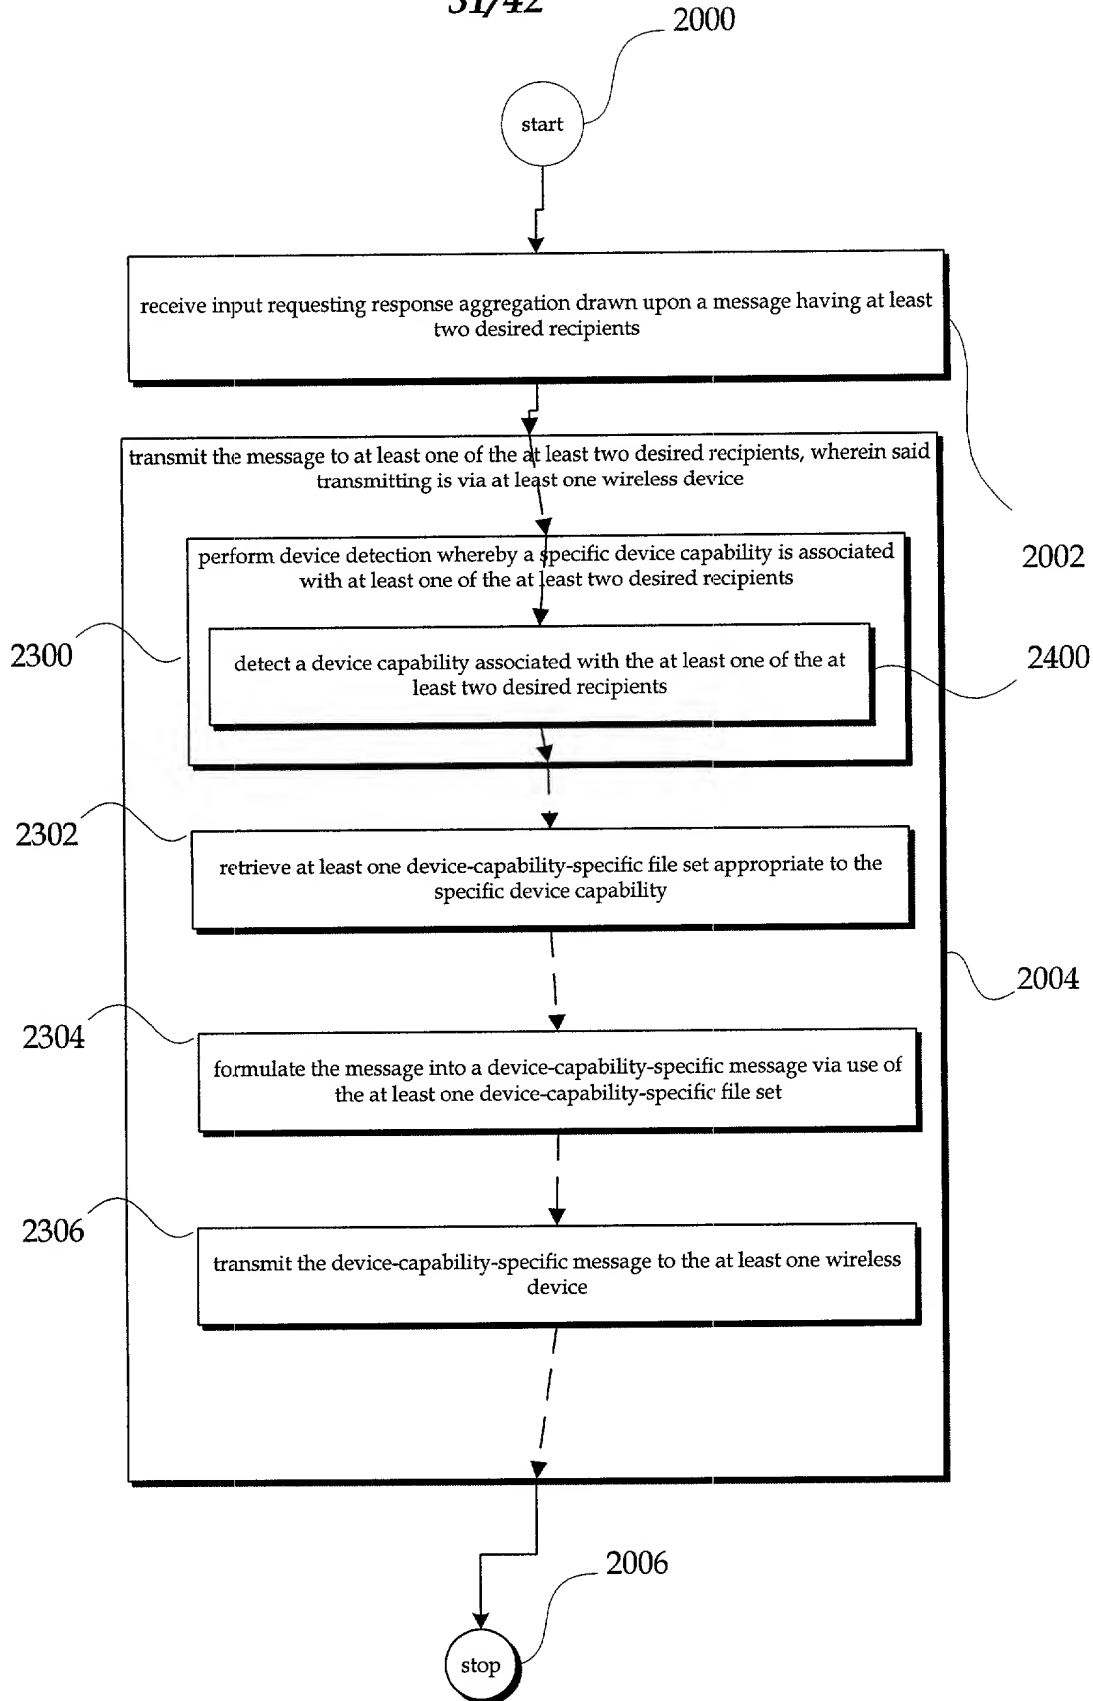 31/42
2000
start
receive input requesting response aggregation drawn upon a message having at least
two desired recipients
transmit the message to at least one of the at least two desired recipients, wherein said
transmitting is via at least one wireless device
2002
perform device detection whereby a specific device capability is associated
with at least one of the at least two desired recipients
2300
detect a device capability associated with the at least one of the at
least two desired recipients
2400
2302
retrieve at least one device-capability-specific file set appropriate to the
specific device capability
2004
2304
formulate the message into a device-capability-specific message via use of
the at least one device-capability-specific file set
2306
transmit the device-capability-specific message to the at least one wireless
device
2006
stop